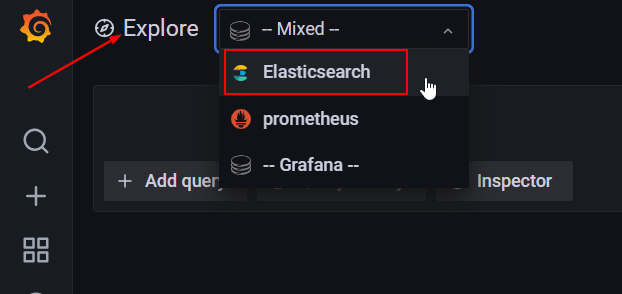 Explore
-- Mixed --
Elasticsearch
prometheus
-- Grafana --
Add query
Inspector